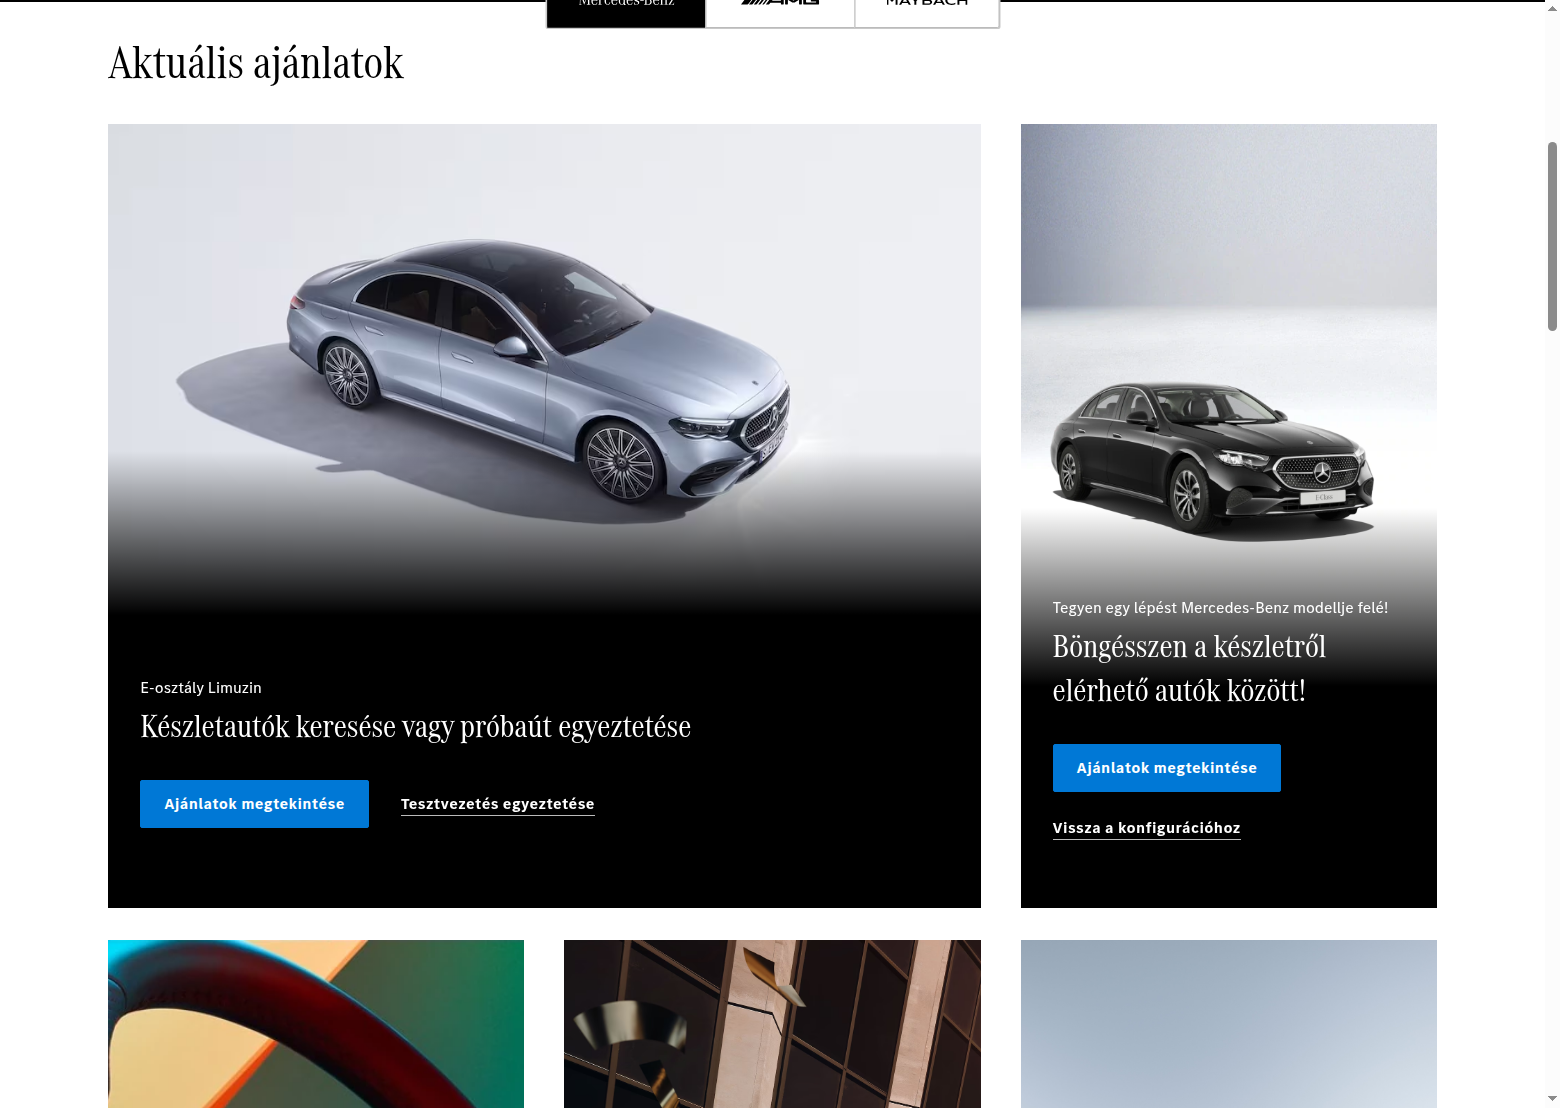 Mercedes-Benz
AMG
MAYBACH
Aktuális ajánlatok
E-osztály Limuzin
Készletautók keresése vagy próbaút egyeztetése
Ajánlatok megtekintése
Tesztvezetés egyeztetése
E-Class
Tegyen egy lépést Mercedes-Benz modellje felé!
Böngésszen a készletről
elérhető autók között!
Ajánlatok megtekintése
Vissza a konfigurációhoz